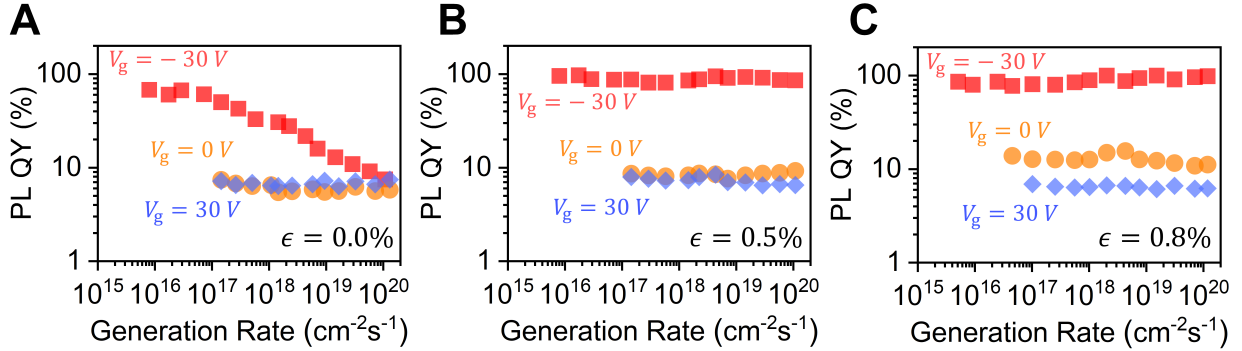 A
B
C
PL QY (%)
100
10
1
V_g = − 30 V
V_g = 0 V
V_g = 30 V
ϵ = 0.0%
10^15 10^16 10^17 10^18 10^19 10^20
Generation Rate (cm^-2s^-1)
PL QY (%)
100
10
1
V_g = − 30 V
V_g = 0 V
V_g = 30 V
ϵ = 0.5%
10^15 10^16 10^17 10^18 10^19 10^20
Generation Rate (cm^-2s^-1)
PL QY (%)
100
10
1
V_g = − 30 V
V_g = 0 V
V_g = 30 V
ϵ = 0.8%
10^15 10^16 10^17 10^18 10^19 10^20
Generation Rate (cm^-2s^-1)